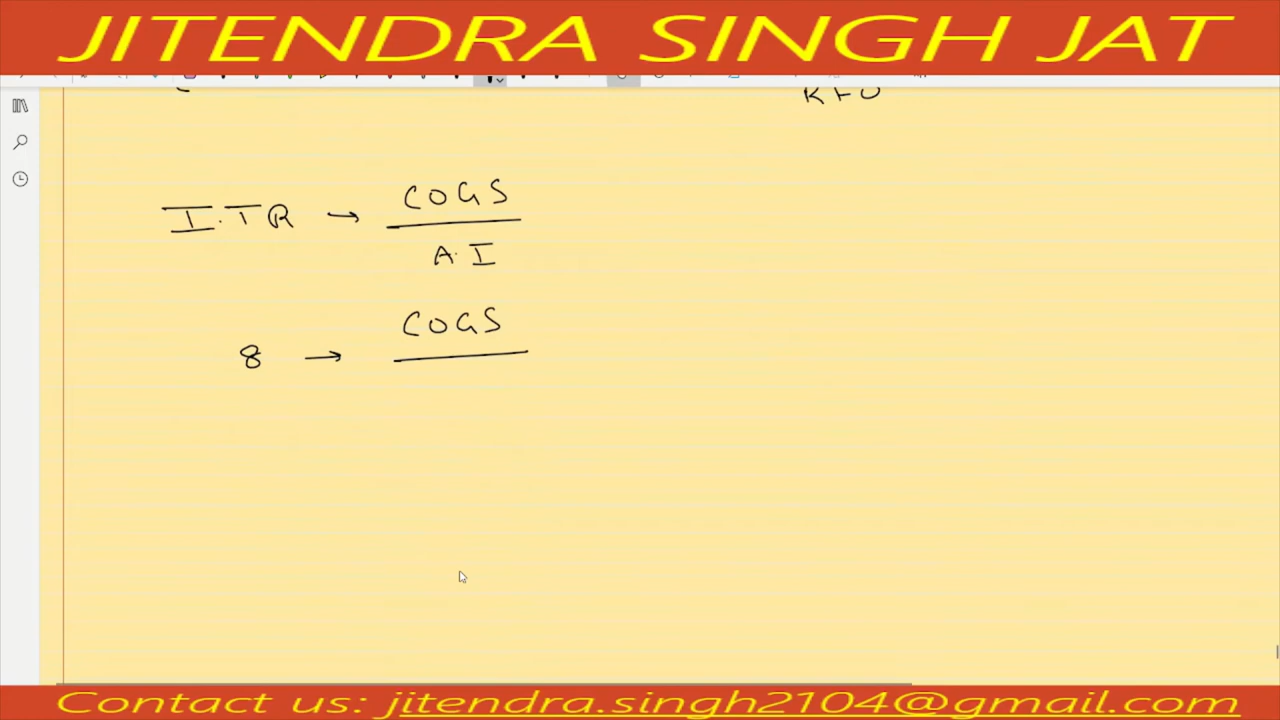 JITENDRA SINGH JAT
I.TR → COGS
A.I
8 → COGS
Contact us: jitendra.singh2104@gmail.com